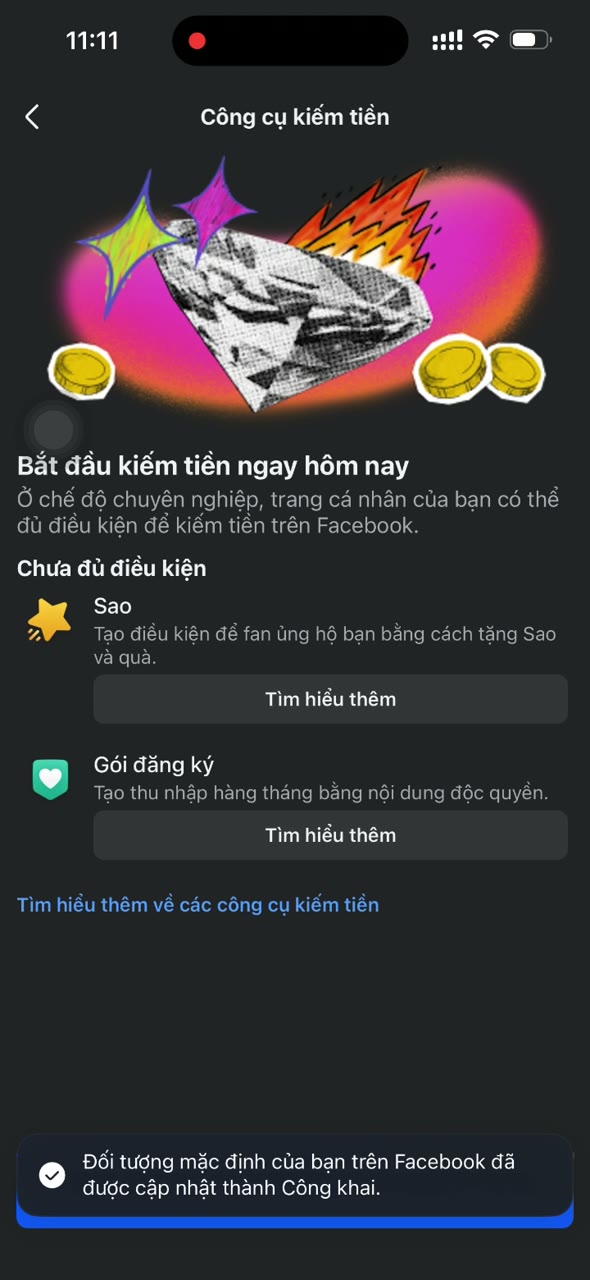 11:11
Công cụ kiếm tiền
Bắt đầu kiếm tiền ngay hôm nay
Ở chế độ chuyên nghiệp, trang cá nhân của bạn có thể
đủ điều kiện để kiếm tiền trên Facebook.
Chưa đủ điều kiện
Sao
Tạo điều kiện để fan ủng hộ bạn bằng cách tặng Sao
và quà.
Tìm hiểu thêm
Gói đăng ký
Tạo thu nhập hàng tháng bằng nội dung độc quyền.
Tìm hiểu thêm
Tìm hiểu thêm về các công cụ kiếm tiền
Đối tượng mặc định của bạn trên Facebook đã
được cập nhật thành Công khai.